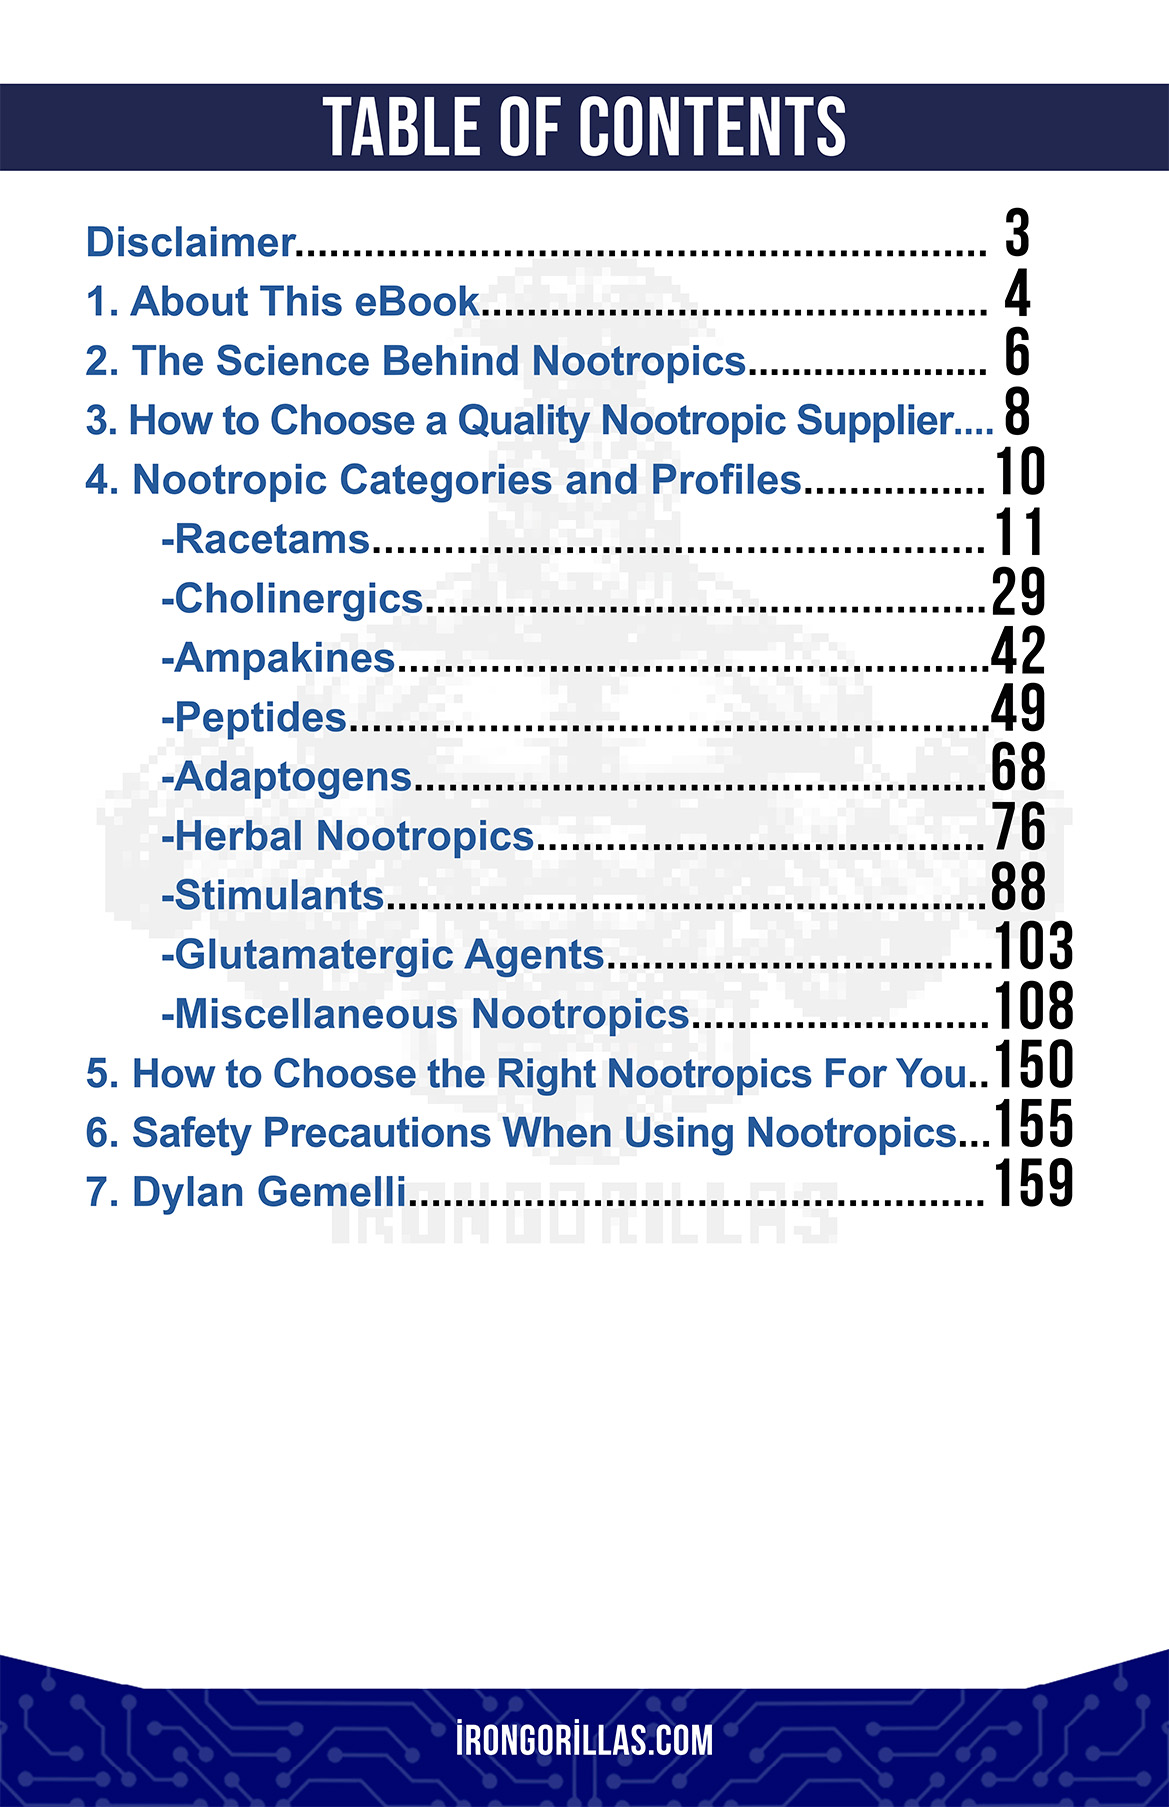 TABLE OF CONTENTS
Disclaimer............................................................. 3
1. About This eBook............................................. 4
2. The Science Behind Nootropics...................... 6
3. How to Choose a Quality Nootropic Supplier.... 8
4. Nootropic Categories and Profiles................ 10
-Racetams..................................................... 11
-Cholinergics................................................. 29
-Ampakines....................................................42
-Peptides.........................................................49
-Adaptogens.................................................. 68
-Herbal Nootropics....................................... 76
-Stimulants.....................................................88
-Glutamatergic Agents.................................103
-Miscellaneous Nootropics..........................108
5. How to Choose the Right Nootropics For You..150
6. Safety Precautions When Using Nootropics...155
7. Dylan Gemelli.................................................. 159
IRONGORILLAS
iRONGORiLLAS.COM